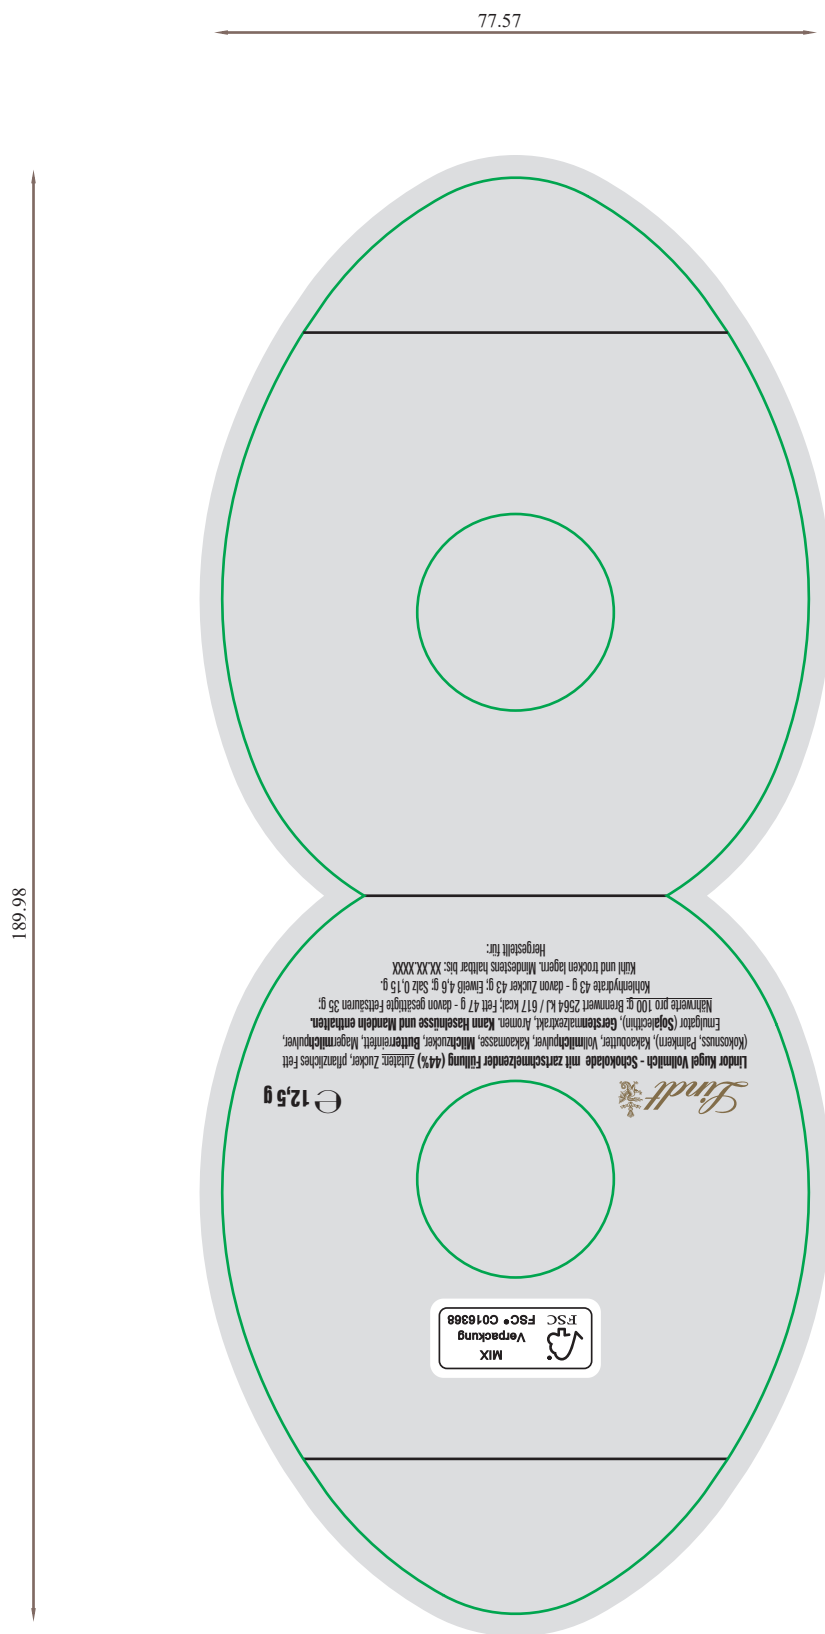 77.57
189.98
Lindt
℮ 12,5 g
Lindor Kugel Vollmilch - Schokolade mit zartschmelzender Füllung (44%) Zutaten: Zucker, pflanzliches Fett
(Kokosnuss, Palmkern), Kakaobutter, Vollmilchpulver, Kakaomasse, Milchzucker, Butterreinfett, Magermilchpulver,
Emulgator (Sojalecithin), Gerstenmalzextrakt, Aromen. Kann Haselnüsse und Mandeln enthalten.
Nährwerte pro 100 g: Brennwert 2564 kJ / 617 kcal; Fett 47 g - davon gesättigte Fettsäuren 35 g;
Kohlenhydrate 43 g - davon Zucker 43 g; Eiweiß 4,6 g; Salz 0,15 g.
Kühl und trocken lagern. Mindestens haltbar bis: XX.XX.XXXX
Hergestellt für:
MIX
Verpackung
FSC FSC® C016368